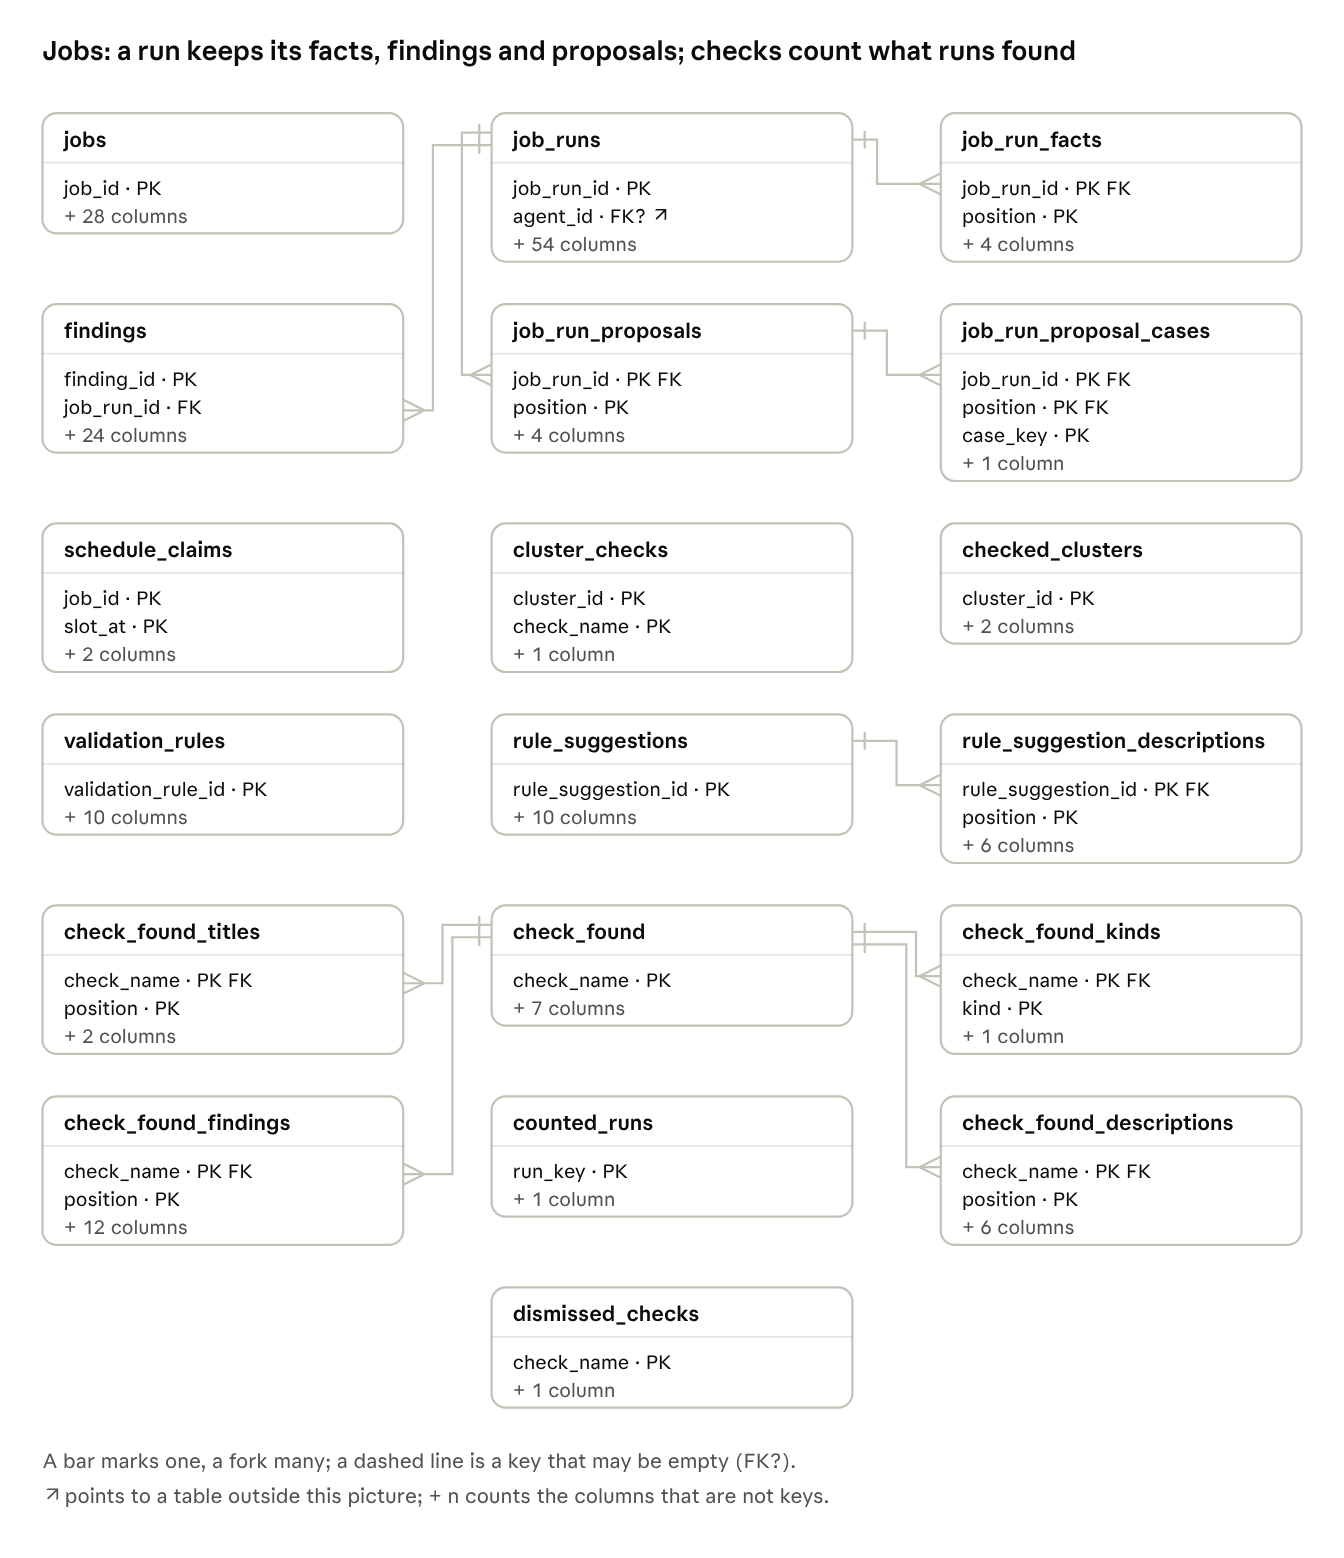 Jobs: a run keeps its facts, findings and proposals; checks count what runs found
jobs
job_id · PK
+ 28 columns
job_runs
job_run_id · PK
agent_id · FK? ↗
+ 54 columns
job_run_facts
job_run_id · PK FK
position · PK
+ 4 columns
findings
finding_id · PK
job_run_id · FK
+ 24 columns
job_run_proposals
job_run_id · PK FK
position · PK
+ 4 columns
job_run_proposal_cases
job_run_id · PK FK
position · PK FK
case_key · PK
+ 1 column
schedule_claims
job_id · PK
slot_at · PK
+ 2 columns
cluster_checks
cluster_id · PK
check_name · PK
+ 1 column
checked_clusters
cluster_id · PK
+ 2 columns
validation_rules
validation_rule_id · PK
+ 10 columns
rule_suggestions
rule_suggestion_id · PK
+ 10 columns
rule_suggestion_descriptions
rule_suggestion_id · PK FK
position · PK
+ 6 columns
check_found_titles
check_name · PK FK
position · PK
+ 2 columns
check_found
check_name · PK
+ 7 columns
check_found_kinds
check_name · PK FK
kind · PK
+ 1 column
check_found_findings
check_name · PK FK
position · PK
+ 12 columns
counted_runs
run_key · PK
+ 1 column
check_found_descriptions
check_name · PK FK
position · PK
+ 6 columns
dismissed_checks
check_name · PK
+ 1 column
A bar marks one, a fork many; a dashed line is a key that may be empty (FK?).
↗ points to a table outside this picture; + n counts the columns that are not keys.